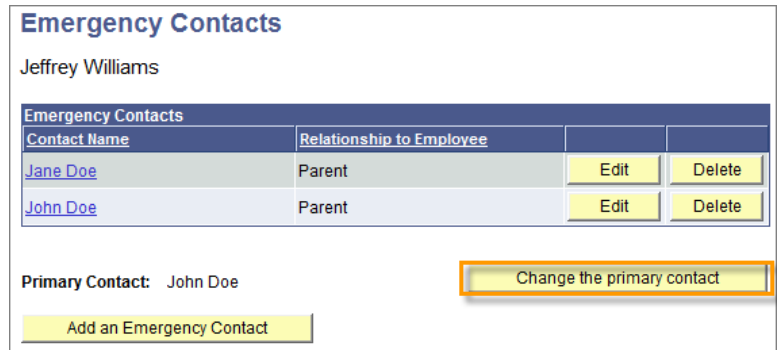 Emergency Contacts
Jeffrey Williams
Emergency Contacts
Contact Name Relationship to Employee
Jane Doe Parent Edit Delete
John Doe Parent Edit Delete
Primary Contact: John Doe Change the primary contact
Add an Emergency Contact